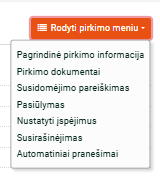 Rodyti pirkimo meniu
Pagrindinė pirkimo informacija
Pirkimo dokumentai
Susidomėjimo pareiškimas
Pasiūlymas
Nustatyti įspėjimus
Susirašinėjimas
Automatiniai pranešimai